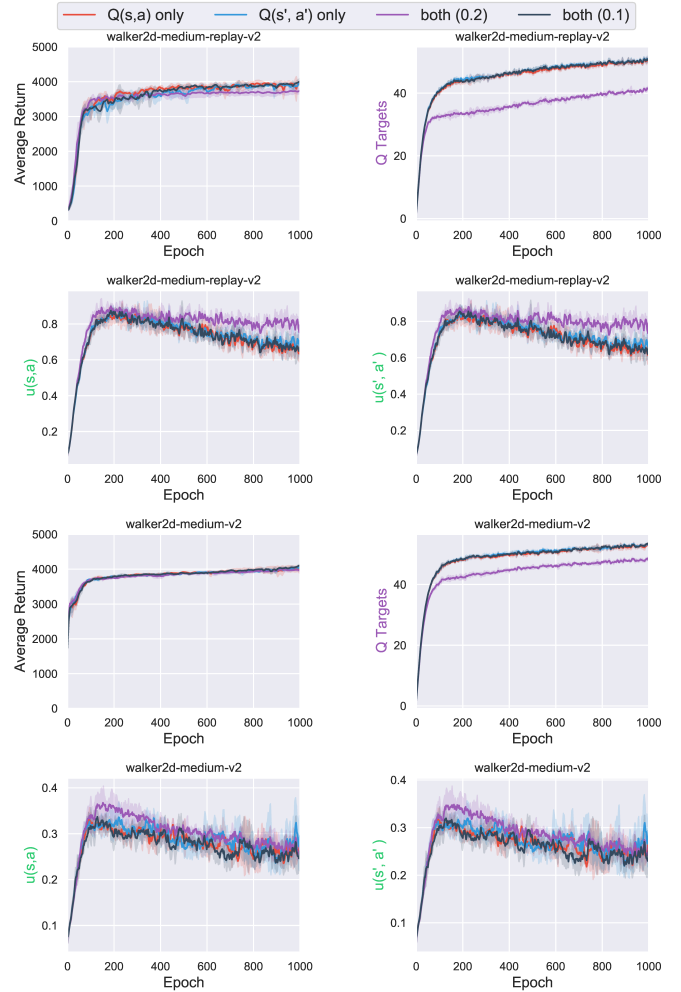 Q(s,a) only Q(s', a') only both (0.2) both (0.1)
walker2d-medium-replay-v2 walker2d-medium-replay-v2
5000
4000
3000
2000
1000
0
Average Return
0 200 400 600 800 1000
Epoch
40
20
0
Q Targets
0 200 400 600 800 1000
Epoch
walker2d-medium-replay-v2 walker2d-medium-replay-v2
0.8
0.6
0.4
0.2
u(s,a)
0 200 400 600 800 1000
Epoch
0.8
0.6
0.4
0.2
u(s', a' )
0 200 400 600 800 1000
Epoch
walker2d-medium-v2 walker2d-medium-v2
5000
4000
3000
2000
1000
0
Average Return
0 200 400 600 800 1000
Epoch
40
20
0
Q Targets
0 200 400 600 800 1000
Epoch
walker2d-medium-v2 walker2d-medium-v2
0.4
0.3
0.2
0.1
u(s,a)
0 200 400 600 800 1000
Epoch
0.4
0.3
0.2
0.1
u(s', a' )
0 200 400 600 800 1000
Epoch